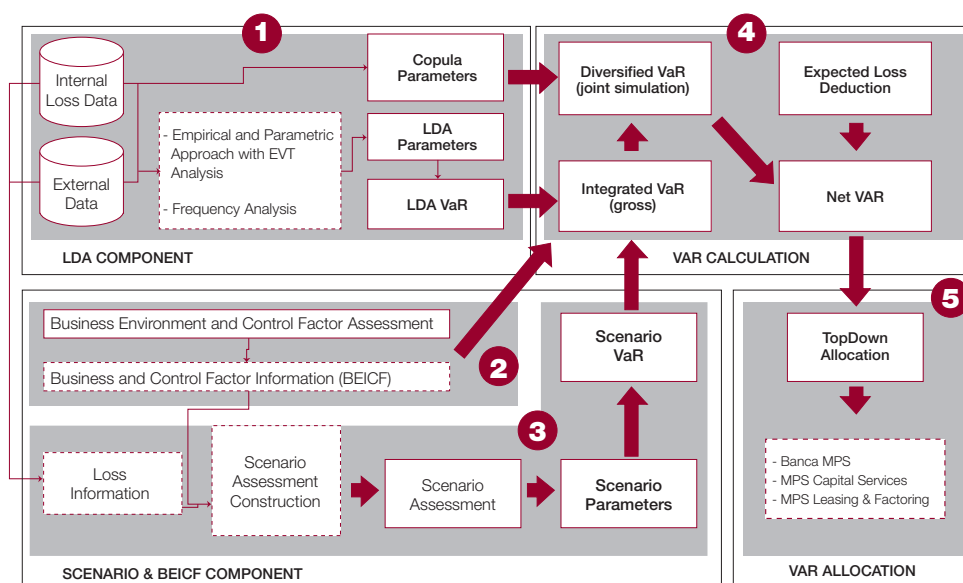 1
Internal
Loss Data
External
Data
- Empirical and Parametric
Approach with EVT
Analysis
- Frequency Analysis
Copula
Parameters
LDA
Parameters
LDA VaR
LDA COMPONENT
4
Diversified VaR
(joint simulation)
Expected Loss
Deduction
Integrated VaR
(gross)
Net VAR
VAR CALCULATION
Business Environment and Control Factor Assessment
Business and Control Factor Information (BEICF)
2
3
Loss
Information
Scenario
Assessment
Construction
Scenario
Assessment
Scenario
Parameters
Scenario
VaR
SCENARIO & BEICF COMPONENT
5
TopDown
Allocation
- Banca MPS
- MPS Capital Services
- MPS Leasing & Factoring
VAR ALLOCATION